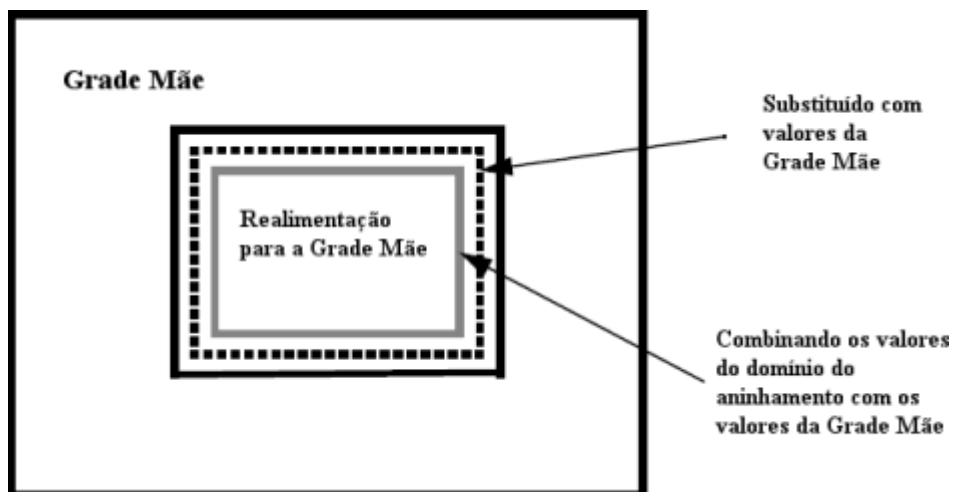 Grade Mãe
Substituído com
valores da
Grade Mãe
Realimentação
para a Grade Mãe
Combinando os valores
do domínio do
aninhamento com os
valores da Grade Mãe